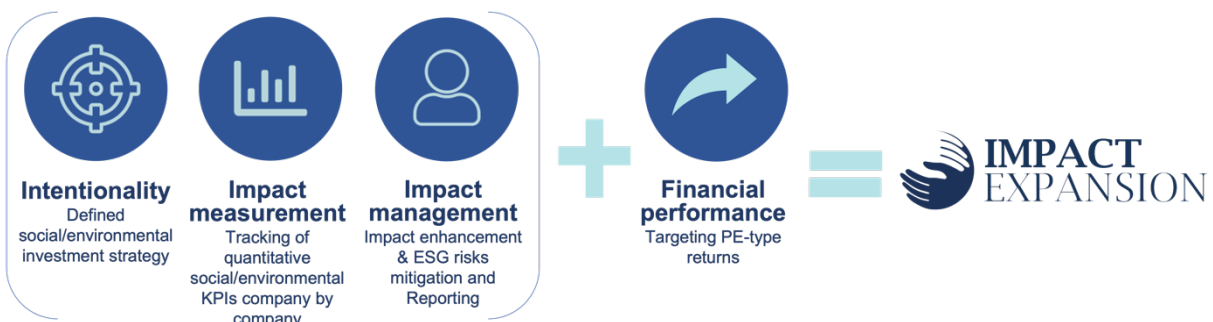 Intentionality
Defined
social/environmental
investment strategy
Impact
measurement
Tracking of
quantitative
social/environmental
KPIs company by
company
Impact
management
Impact enhancement
& ESG risks
mitigation and
Reporting
Financial
performance
Targeting PE-type
returns
IMPACT
EXPANSION